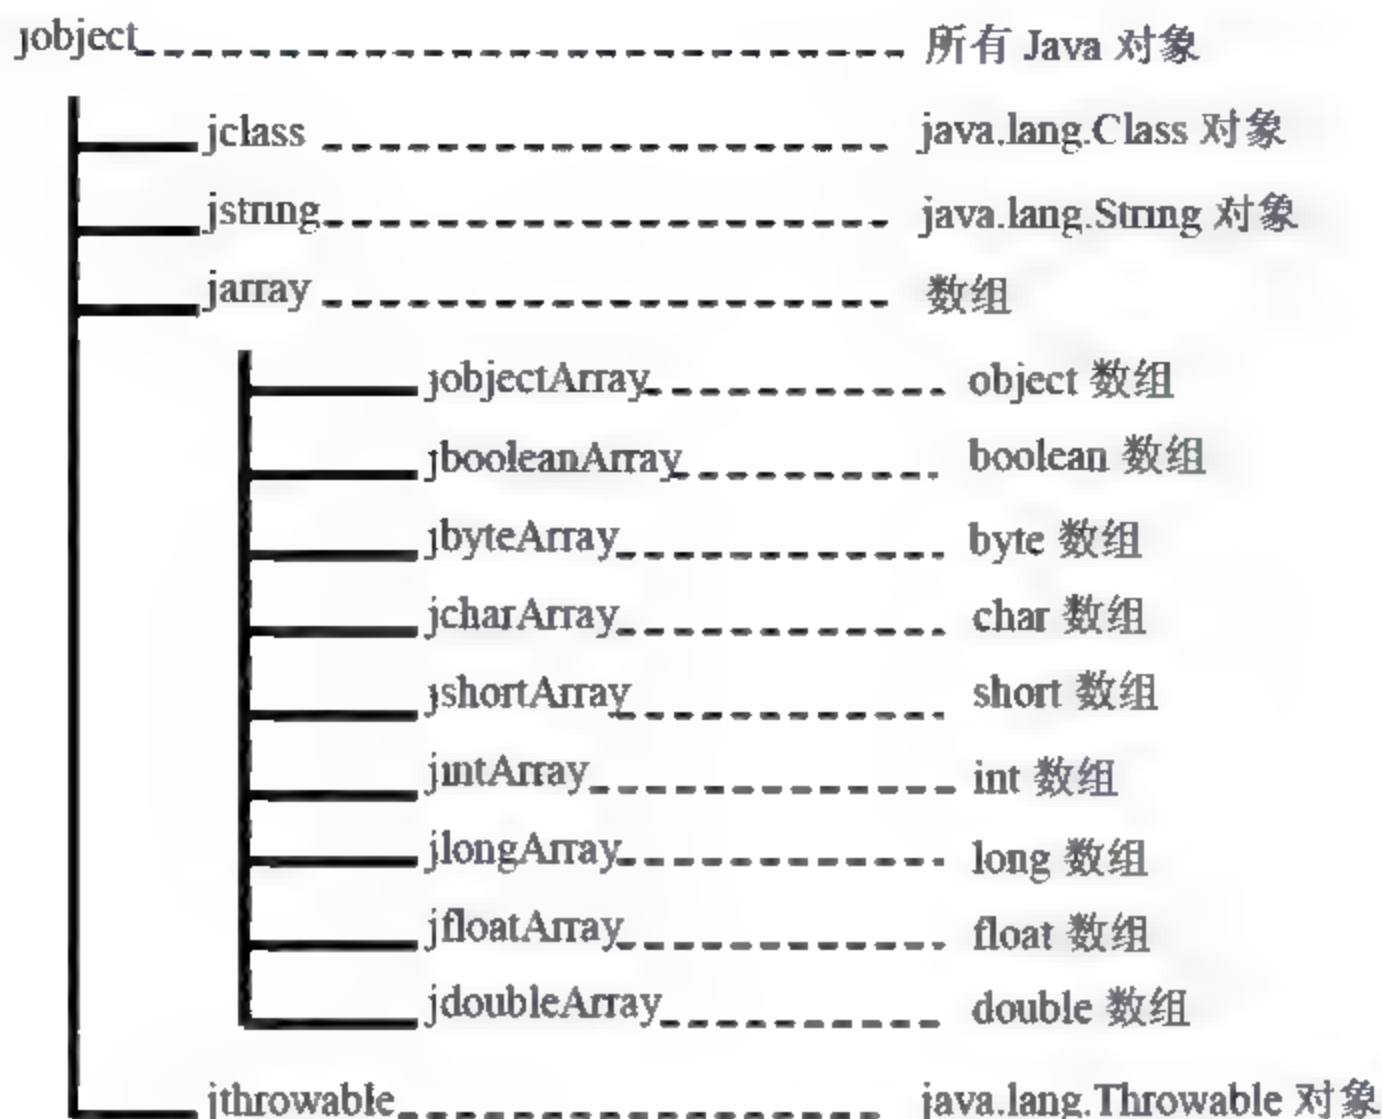 jobject 所有 Java 对象
jclass java.lang.Class 对象
jstring java.lang.String 对象
jarray 数组
jobjectArray object 数组
jbooleanArray boolean 数组
jbyteArray byte 数组
jcharArray char 数组
jshortArray short 数组
jintArray int 数组
jlongArray long 数组
jfloatArray float 数组
jdoubleArray double 数组
jthrowable java.lang.Throwable 对象